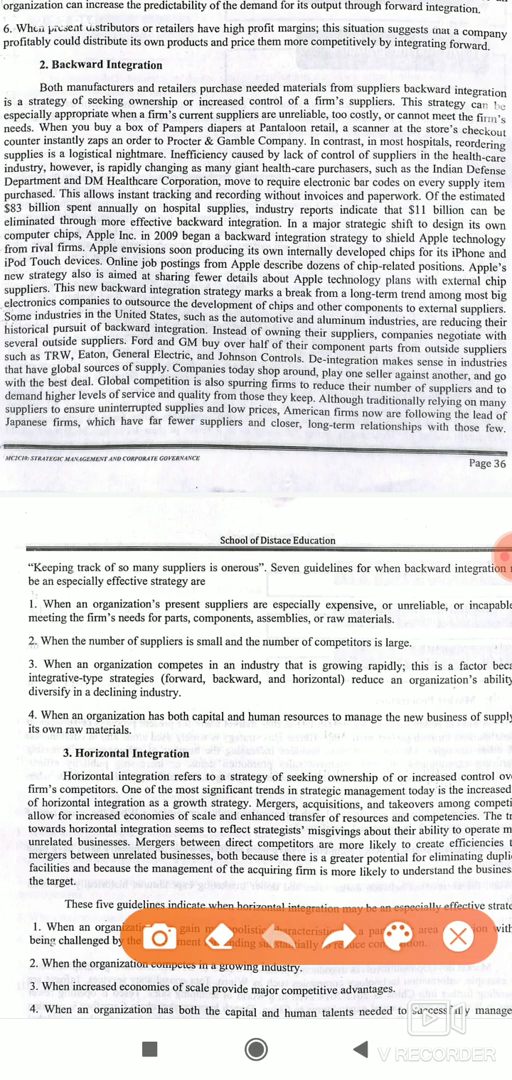 organization can increase the predictability of the demand for its output through forward integration.
6. When present distributors or retailers have high profit margins; this situation suggests that a company
profitably could distribute its own products and price them more competitively by integrating forward.
2. Backward Integration
Both manufacturers and retailers purchase needed materials from suppliers backward integration
is a strategy of seeking ownership or increased control of a firm's suppliers. This strategy can be
especially appropriate when a firm's current suppliers are unreliable, too costly, or cannot meet the firm's
needs. When you buy a box of Pampers diapers at Pantaloon retail, a scanner at the store's checkout
counter instantly zaps an order to Procter & Gamble Company. In contrast, in most hospitals, reordering
supplies is a logistical nightmare. Inefficiency caused by lack of control of suppliers in the health-care
industry, however, is rapidly changing as many giant health-care purchasers, such as the Indian Defense
Department and DM Healthcare Corporation, move to require electronic bar codes on every supply item
purchased. This allows instant tracking and recording without invoices and paperwork. Of the estimated
$83 billion spent annually on hospital supplies, industry reports indicate that $11 billion can be
eliminated through more effective backward integration. In a major strategic shift to design its own
computer chips, Apple Inc. in 2009 began a backward integration strategy to shield Apple technology
from rival firms. Apple envisions soon producing its own internally developed chips for its iPhone and
iPod Touch devices. Online job postings from Apple describe dozens of chip-related positions. Apple's
new strategy also is aimed at sharing fewer details about Apple technology plans with external chip
suppliers. This new backward integration strategy marks a break from a long-term trend among most big
electronics companies to outsource the development of chips and other components to external suppliers.
Some industries in the United States, such as the automotive and aluminum industries, are reducing their
historical pursuit of backward integration. Instead of owning their suppliers, companies negotiate with
several outside suppliers. Ford and GM buy over half of their component parts from outside suppliers
such as TRW, Eaton, General Electric, and Johnson Controls. De-integration makes sense in industries
that have global sources of supply. Companies today shop around, play one seller against another, and go
with the best deal. Global competition is also spurring firms to reduce their number of suppliers and to
demand higher levels of service and quality from those they keep. Although traditionally relying on many
suppliers to ensure uninterrupted supplies and low prices, American firms now are following the lead of
Japanese firms, which have far fewer suppliers and closer, long-term relationships with those few.
MC2C10: STRATEGIC MANAGEMENT AND CORPORATE GOVERNANCE
Page 36
School of Distace Education
“Keeping track of so many suppliers is onerous”. Seven guidelines for when backward integration
be an especially effective strategy are
1. When an organization's present suppliers are especially expensive, or unreliable, or incapable
meeting the firm's needs for parts, components, assemblies, or raw materials.
2. When the number of suppliers is small and the number of competitors is large.
3. When an organization competes in an industry that is growing rapidly; this is a factor beca
integrative-type strategies (forward, backward, and horizontal) reduce an organization's ability
diversify in a declining industry.
4. When an organization has both capital and human resources to manage the new business of supply
its own raw materials.
3. Horizontal Integration
Horizontal integration refers to a strategy of seeking ownership of or increased control ov
firm's competitors. One of the most significant trends in strategic management today is the increased
of horizontal integration as a growth strategy. Mergers, acquisitions, and takeovers among competi
allow for increased economies of scale and enhanced transfer of resources and competencies. The tr
towards horizontal integration seems to reflect strategists' misgivings about their ability to operate m
unrelated businesses. Mergers between direct competitors are more likely to create efficiencies t
mergers between unrelated businesses, both because there is a greater potential for eliminating dupli
facilities and because the management of the acquiring firm is more likely to understand the busines
the target.
These five guidelines indicate when horizontal integration may be an especially effective strate
1. When an gain with
being challenged by
2. When the organization competes in a growing industry.
3. When increased economies of scale provide major competitive advantages.
4. When an organization has both the capital and human talents needed to successfully manage
V RECORDER